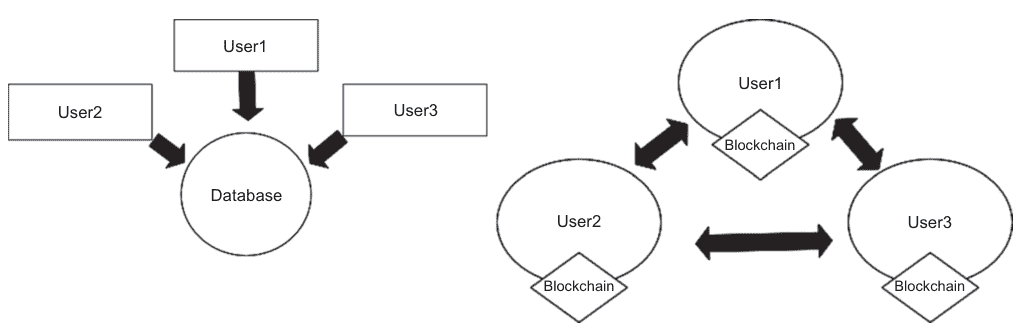 User1
User2
User3
Database
User1
Blockchain
User2
Blockchain
User3
Blockchain